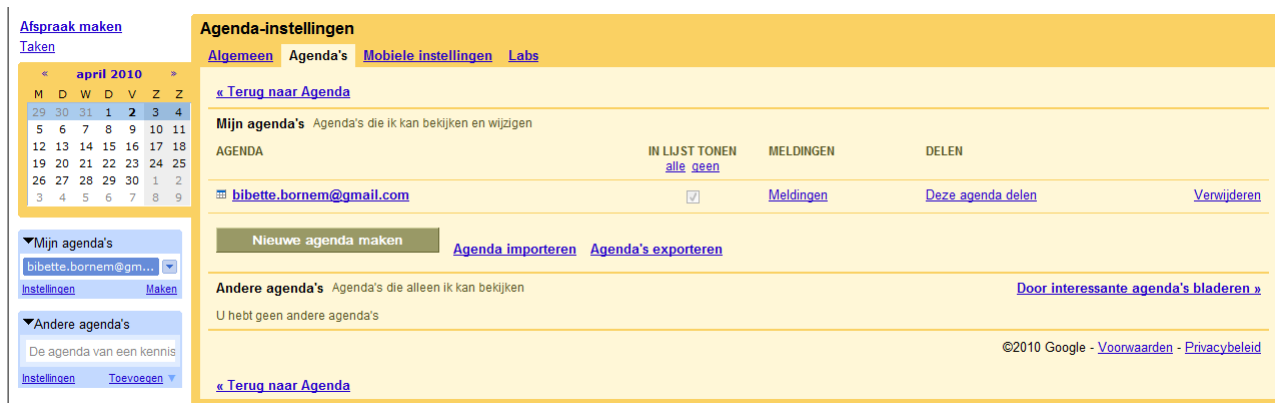 Afspraak maken
Taken
« april 2010 »
M D W D V Z Z
29 30 31 1 2 3 4
5 6 7 8 9 10 11
12 13 14 15 16 17 18
19 20 21 22 23 24 25
26 27 28 29 30 1 2
3 4 5 6 7 8 9
Mijn agenda's
bibette.bornem@gm...
Instellingen Maken
Andere agenda's
De agenda van een kennis
Instellingen Toevoegen
Agenda-instellingen
Algemeen Agenda's Mobiele instellingen Labs
« Terug naar Agenda
Mijn agenda's Agenda's die ik kan bekijken en wijzigen
AGENDA IN LIJST TONEN MELDINGEN DELEN
alle geen
bibette.bornem@gmail.com Meldingen Deze agenda delen Verwijderen
Nieuwe agenda maken Agenda importeren Agenda's exporteren
Andere agenda's Agenda's die alleen ik kan bekijken Door interessante agenda's bladeren »
U hebt geen andere agenda's
©2010 Google - Voorwaarden - Privacybeleid
« Terug naar Agenda